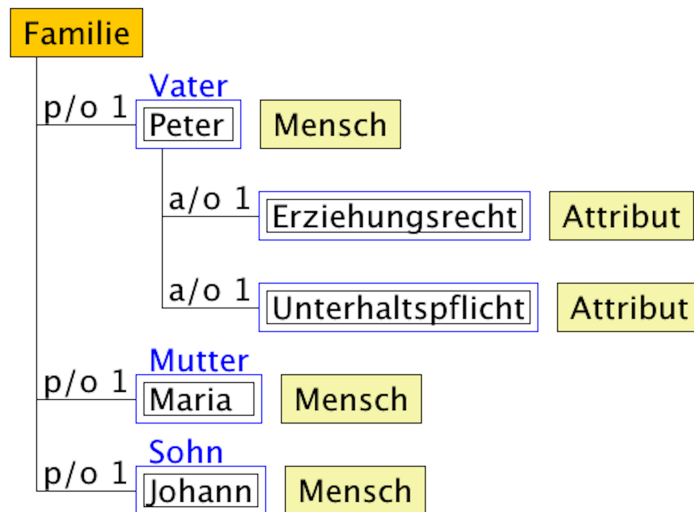 Familie
Vater
p/o 1 Peter Mensch
a/o 1 Erziehungsrecht Attribut
a/o 1 Unterhaltspflicht Attribut
Mutter
p/o 1 Maria Mensch
Sohn
p/o 1 Johann Mensch